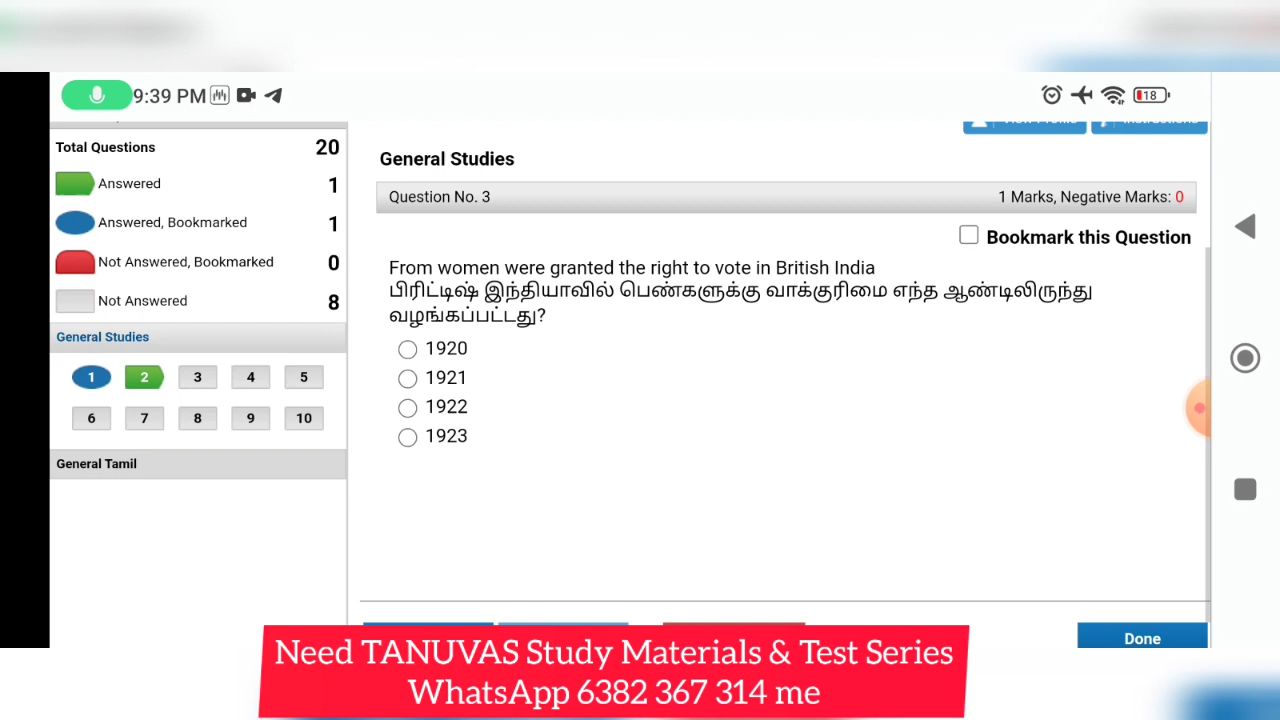 9:39 PM
18
Total Questions 20
Answered 1
Answered, Bookmarked 1
Not Answered, Bookmarked 0
Not Answered 8
General Studies
1 2 3 4 5
6 7 8 9 10
General Tamil
General Studies
Question No. 3 1 Marks, Negative Marks: 0
Bookmark this Question
From women were granted the right to vote in British India
பிரிட்டிஷ் இந்தியாவில் பெண்களுக்கு வாக்குரிமை எந்த ஆண்டிலிருந்து
வழங்கப்பட்டது?
1920
1921
1922
1923
Done
Need TANUVAS Study Materials & Test Series
WhatsApp 6382 367 314 me